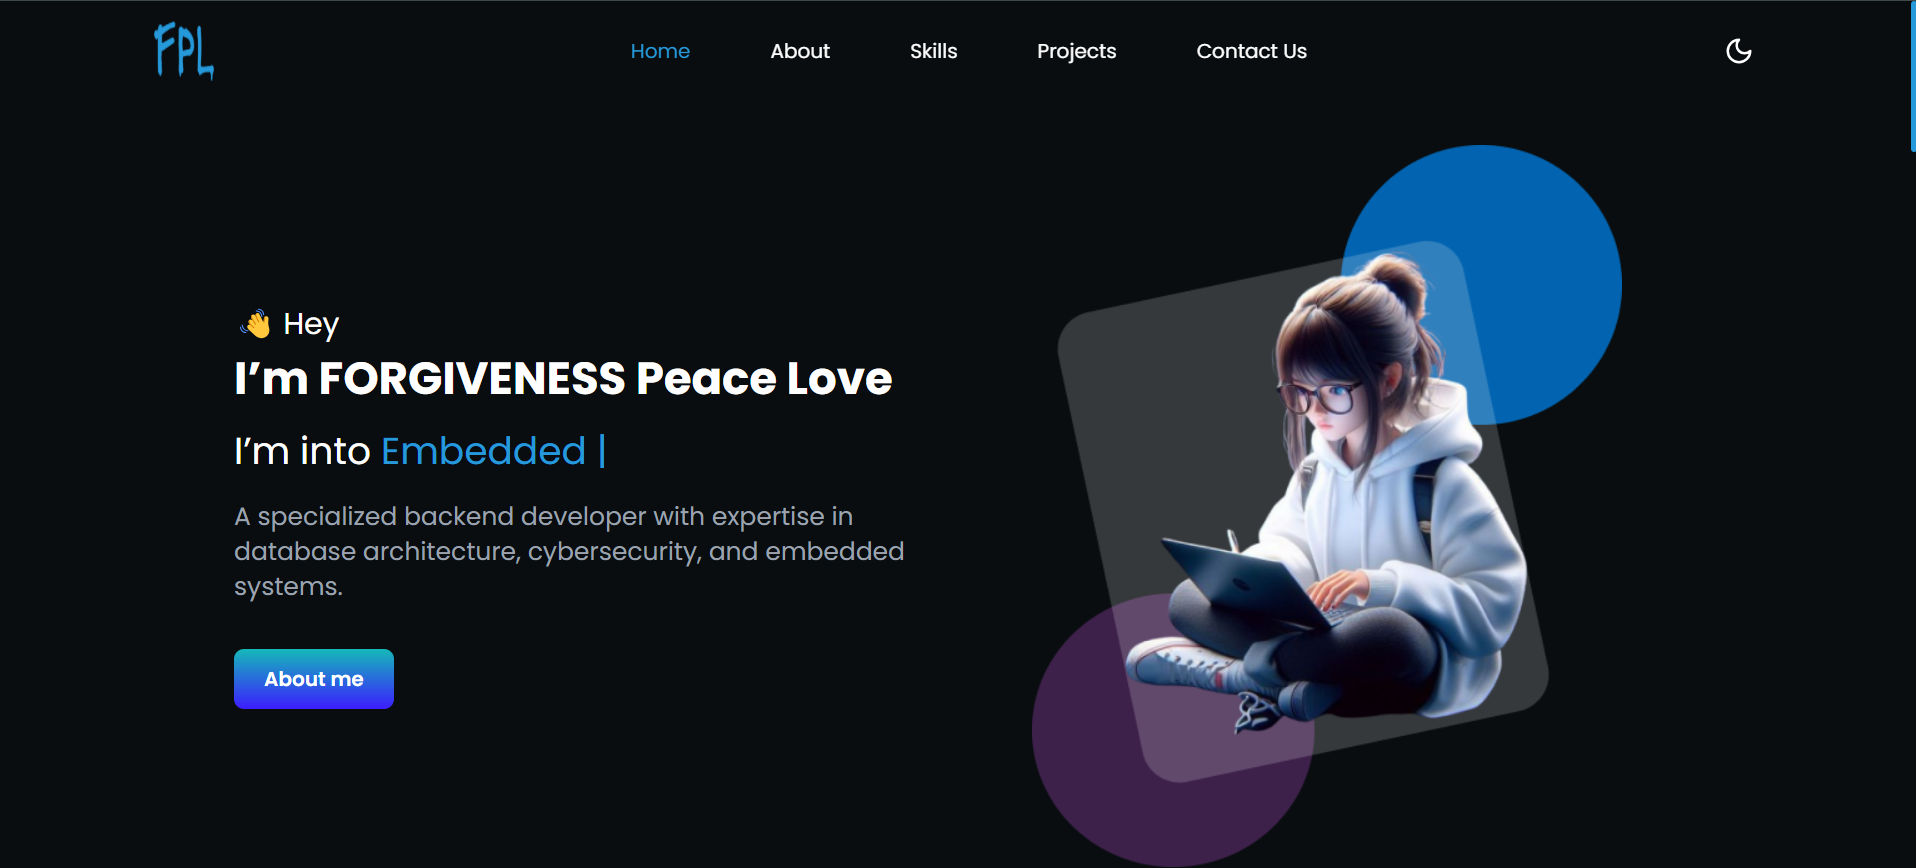 FPL
Home
About
Skills
Projects
Contact Us
👋 Hey
I’m FORGIVENESS Peace Love
I’m into Embedded |
A specialized backend developer with expertise in
database architecture, cybersecurity, and embedded
systems.
About me